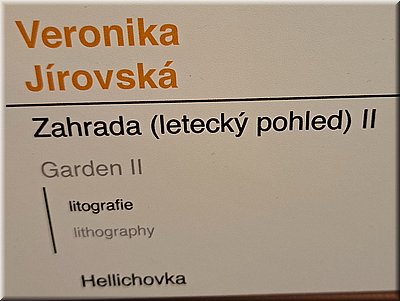 Veronika
Jírovská
Zahrada (letecký pohled) II
Garden II
litografie
lithography
Hellichovka